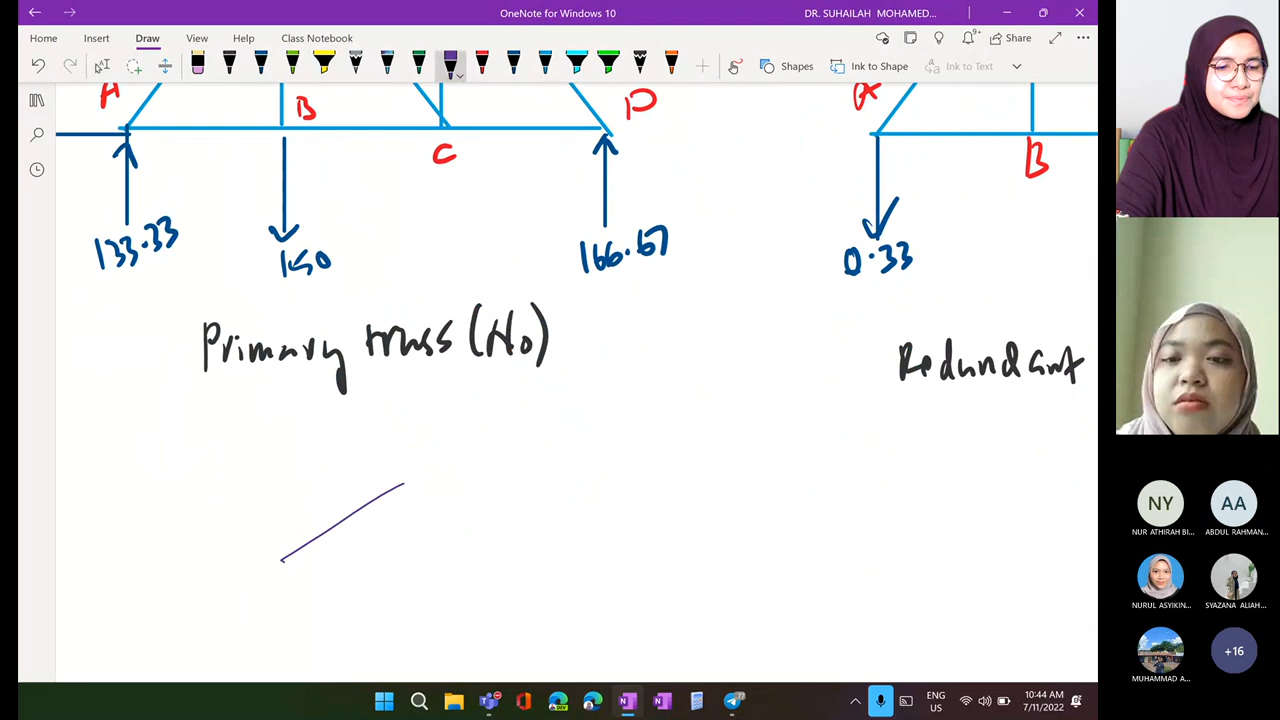 OneNote for Windows 10
DR. SUHAILAH MOHAMED...
Home Insert Draw View Help Class Notebook
9+
Share
Shapes
Ink to Shape
Ink to Text
A
B
C
D
A
B
133.33
150
166.67
0.33
Primary truss (No)
Redundant
NY
AA
NUR ATHIRAH BI...
ABDUL RAHMAN...
NURUL ASYIKIN...
SYAZANA ALIAH...
MUHAMMAD A...
+16
ENG
US
10:44 AM
7/11/2022